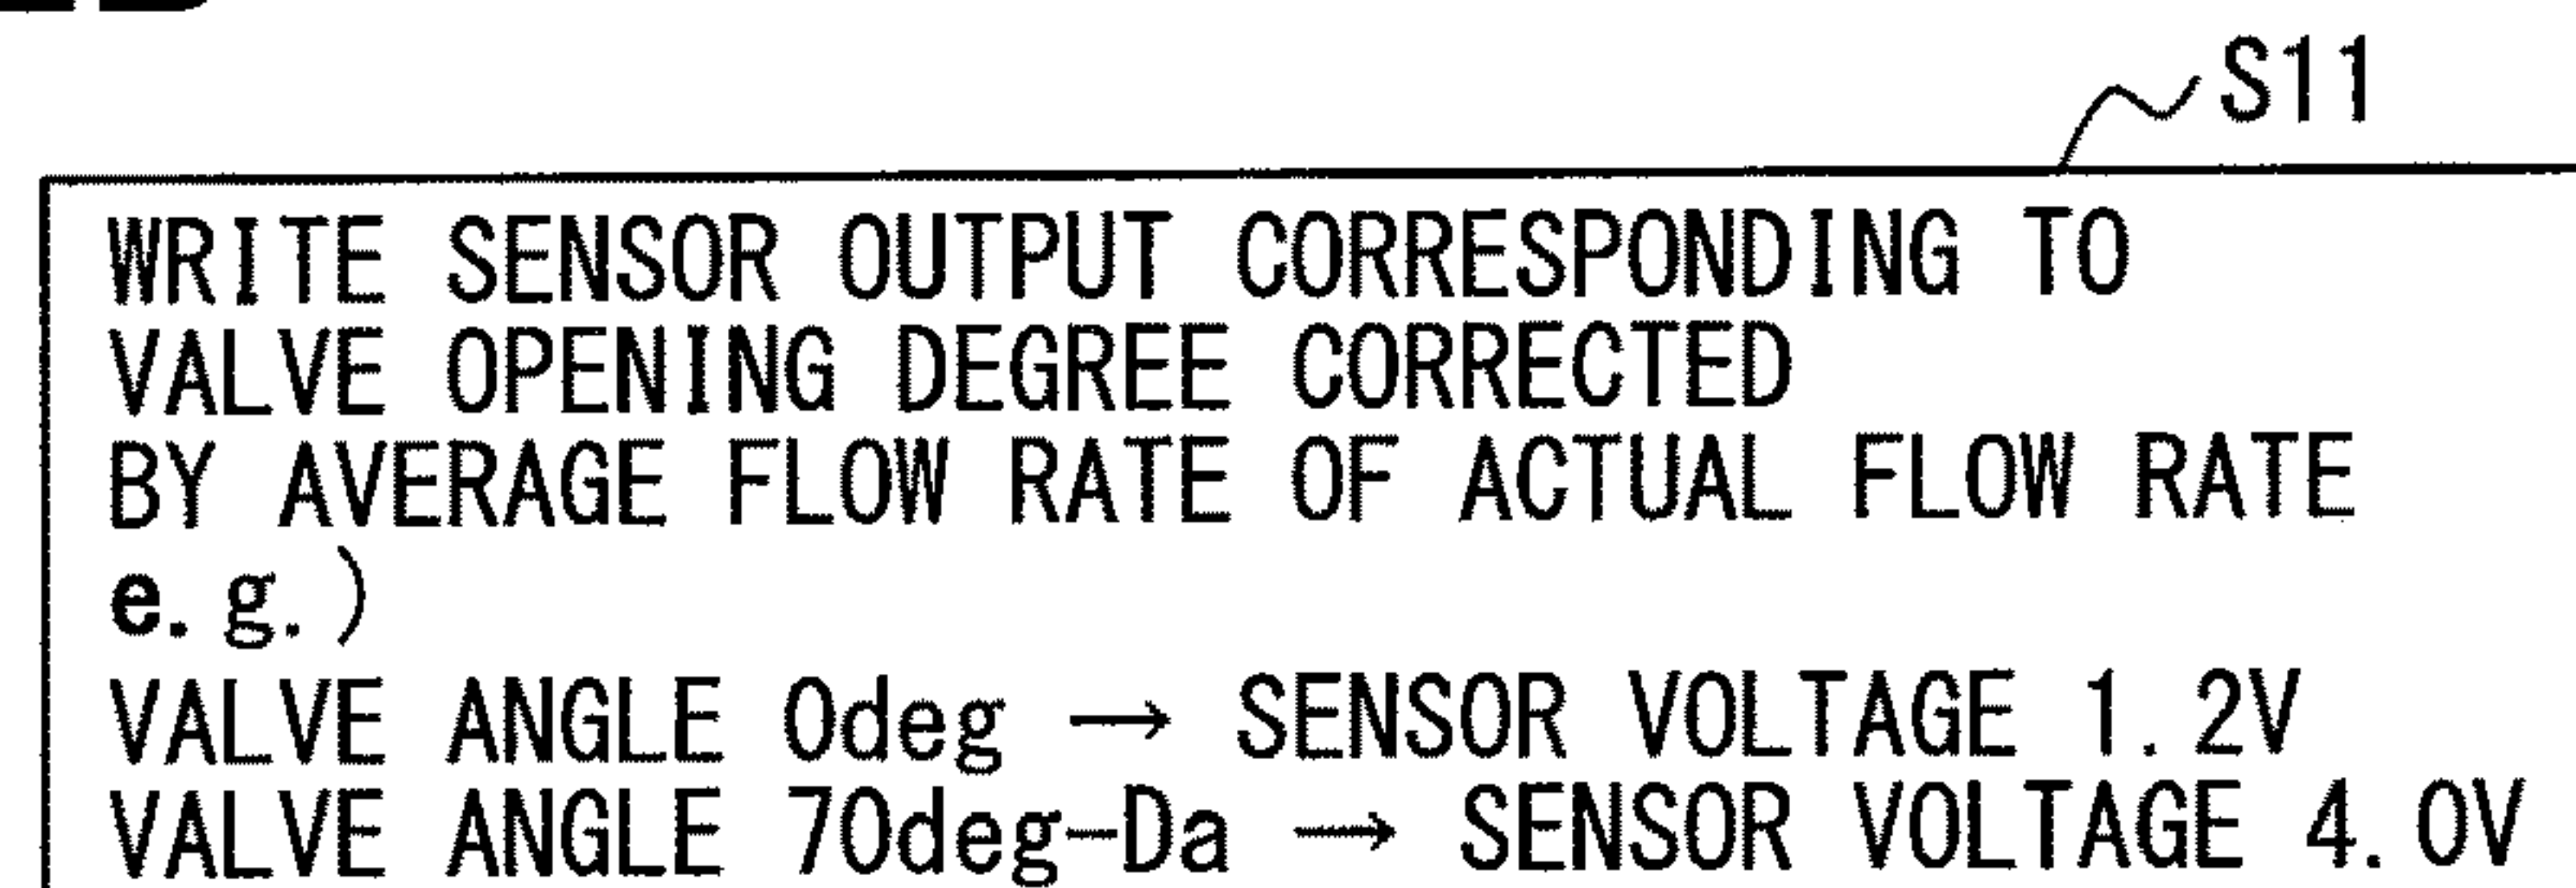 S11
WRITE SENSOR OUTPUT CORRESPONDING TO
VALVE OPENING DEGREE CORRECTED
BY AVERAGE FLOW RATE OF ACTUAL FLOW RATE
e.g.)
VALVE ANGLE 0deg → SENSOR VOLTAGE 1.2V
VALVE ANGLE 70deg-Da → SENSOR VOLTAGE 4.0V